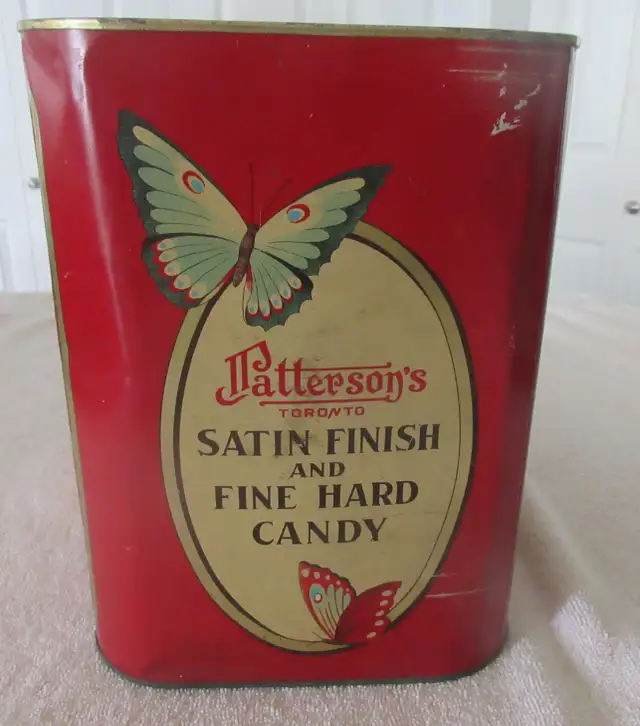 Patterson's
TORONTO
SATIN FINISH
AND
FINE HARD
CANDY